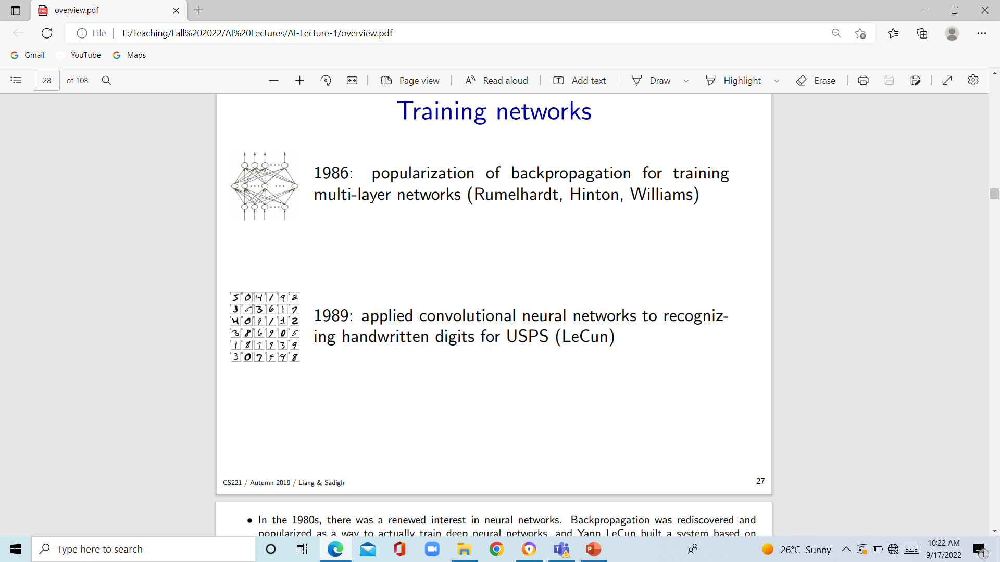 overview.pdf
File
E:/Teaching/Fall%202022/AI%20Lectures/AI-Lecture-1/overview.pdf
Gmail YouTube Maps
28 of 108 Page view Read aloud Add text Draw Highlight Erase
Training networks
1986: popularization of backpropagation for training
multi-layer networks (Rumelhardt, Hinton, Williams)
5 0 4 1 9 2
3 5 3 6 1 7
4 0 9 1 1 2
3 8 6 9 0 5
1 8 7 9 3 9
3 0 7 4 9 8
1989: applied convolutional neural networks to recogniz-
ing handwritten digits for USPS (LeCun)
CS221 / Autumn 2019 / Liang & Sadigh
27
• In the 1980s, there was a renewed interest in neural networks. Backpropagation was rediscovered and
popularized as a way to actually train deep neural networks, and Yann LeCun built a system based on
Type here to search
26°C Sunny
10:22 AM
9/17/2022
1